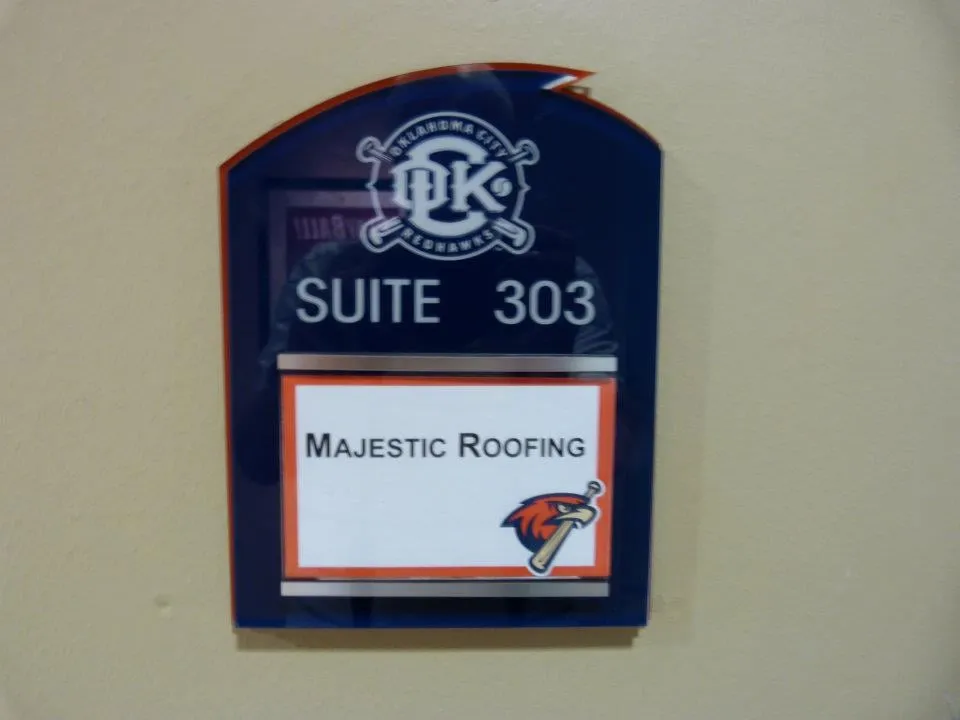 OKLAHOMA CITY
OKC
REDHAWKS
SUITE 303
MAJESTIC ROOFING